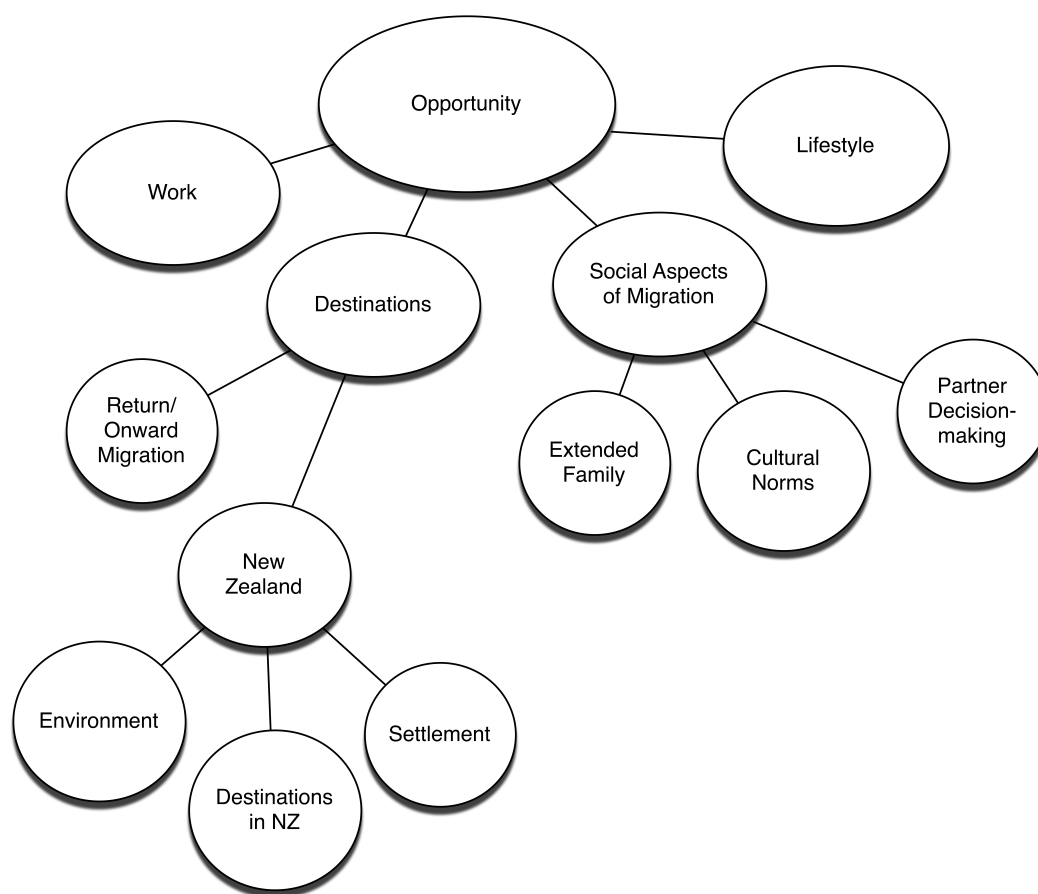 Opportunity
Lifestyle
Work
Social Aspects
of Migration
Destinations
Return/
Onward
Migration
Extended
Family
Cultural
Norms
Partner
Decision-
making
New
Zealand
Environment
Settlement
Destinations
in NZ